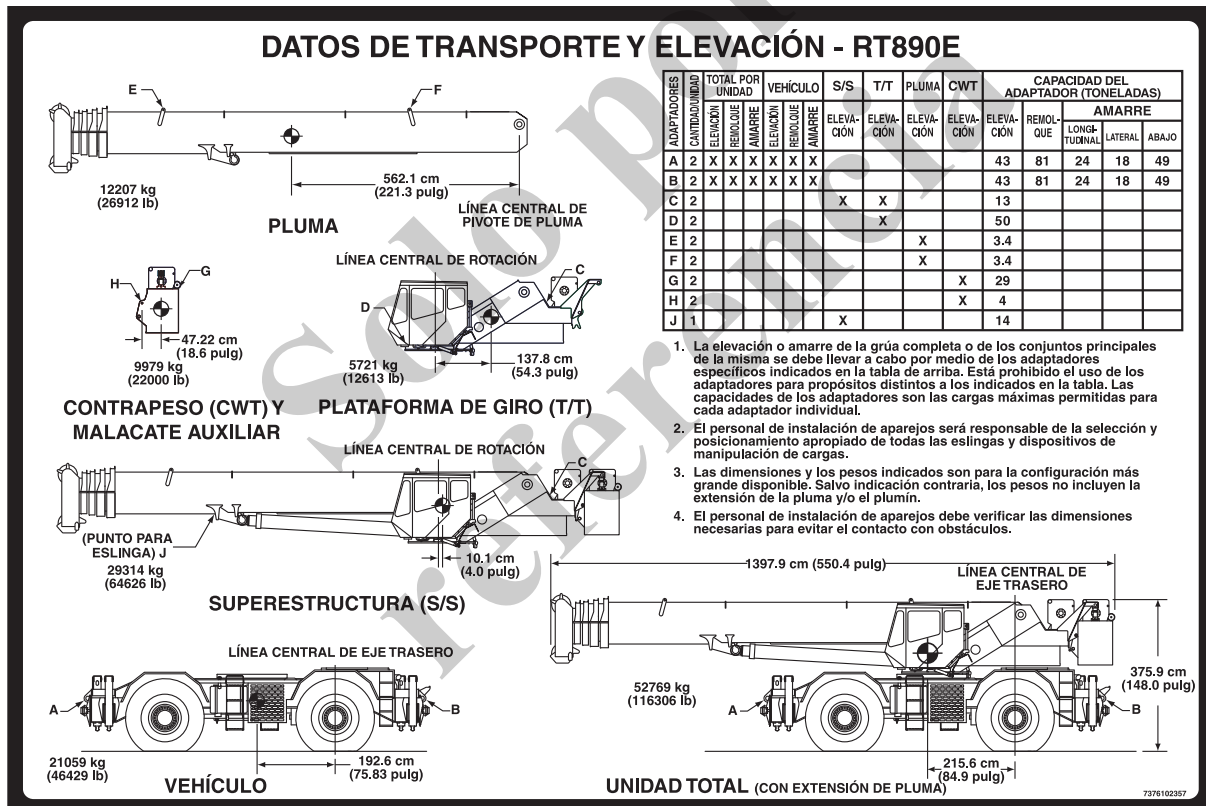 DATOS DE TRANSPORTE Y ELEVACIÓN - RT890E
E
F
12207 kg
(26912 lb)
562.1 cm
(221.3 pulg)
LÍNEA CENTRAL DE
PIVOTE DE PLUMA
PLUMA
H
G
47.22 cm
(18.6 pulg)
9979 kg
(22000 lb)
CONTRAPESO (CWT) Y
MALACATE AUXILIAR
LÍNEA CENTRAL DE ROTACIÓN
C
D
5721 kg
(12613 lb)
137.8 cm
(54.3 pulg)
PLATAFORMA DE GIRO (T/T)
LÍNEA CENTRAL DE ROTACIÓN
C
(PUNTO PARA
ESLINGA) J
29314 kg
(64626 lb)
10.1 cm
(4.0 pulg)
SUPERESTRUCTURA (S/S)
LÍNEA CENTRAL DE EJE TRASERO
A
B
21059 kg
(46429 lb)
192.6 cm
(75.83 pulg)
VEHÍCULO
ADAPTADORES
CANTIDAD/UNIDAD
TOTAL POR
UNIDAD
VEHÍCULO
S/S
T/T
PLUMA
CWT
CAPACIDAD DEL
ADAPTADOR (TONELADAS)
ELEVACIÓN
REMOLQUE
AMARRE
ELEVACIÓN
REMOLQUE
AMARRE
ELEVA-
CIÓN
ELEVA-
CIÓN
ELEVA-
CIÓN
ELEVA-
CIÓN
ELEVA-
CIÓN
REMOL-
QUE
AMARRE
LONGI-
TUDINAL
LATERAL
ABAJO
A 2 X X X X X X 43 81 24 18 49
B 2 X X X X X X 43 81 24 18 49
C 2 X X 13
D 2 X 50
E 2 X 3.4
F 2 X 3.4
G 2 X 29
H 2 X 4
J 1 X 14
1. La elevación o amarre de la grúa completa o de los conjuntos principales
de la misma se debe llevar a cabo por medio de los adaptadores
específicos indicados en la tabla de arriba. Está prohibido el uso de los
adaptadores para propósitos distintos a los indicados en la tabla. Las
capacidades de los adaptadores son las cargas máximas permitidas para
cada adaptador individual.
2. El personal de instalación de aparejos será responsable de la selección y
posicionamiento apropiado de todas las eslingas y dispositivos de
manipulación de cargas.
3. Las dimensiones y los pesos indicados son para la configuración más
grande disponible. Salvo indicación contraria, los pesos no incluyen la
extensión de la pluma y/o el plumín.
4. El personal de instalación de aparejos debe verificar las dimensiones
necesarias para evitar el contacto con obstáculos.
1397.9 cm (550.4 pulg)
LÍNEA CENTRAL DE
EJE TRASERO
375.9 cm
(148.0 pulg)
52769 kg
(116306 lb)
A
B
215.6 cm
(84.9 pulg)
UNIDAD TOTAL (CON EXTENSIÓN DE PLUMA)
7376102357
Solo por
referencia